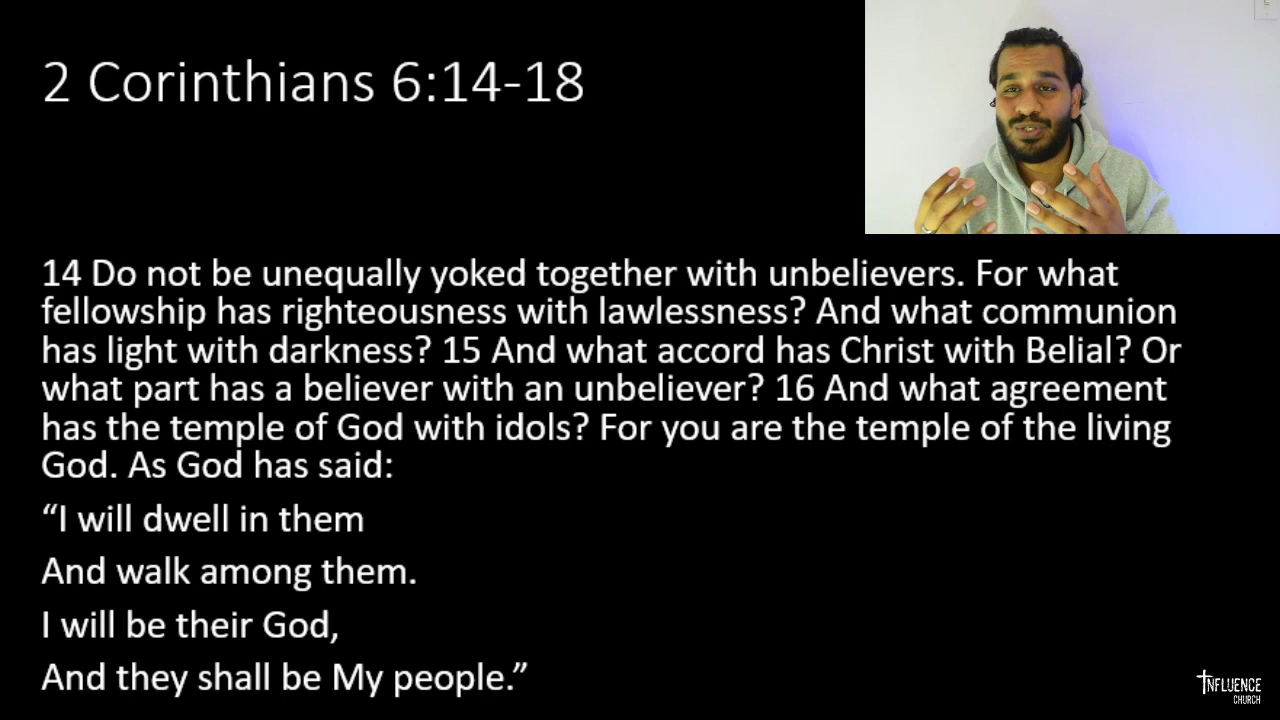 2 Corinthians 6:14-18
14 Do not be unequally yoked together with unbelievers. For what
fellowship has righteousness with lawlessness? And what communion
has light with darkness? 15 And what accord has Christ with Belial? Or
what part has a believer with an unbeliever? 16 And what agreement
has the temple of God with idols? For you are the temple of the living
God. As God has said:
“I will dwell in them
And walk among them.
I will be their God,
And they shall be My people.”
INFLUENCE
CHURCH